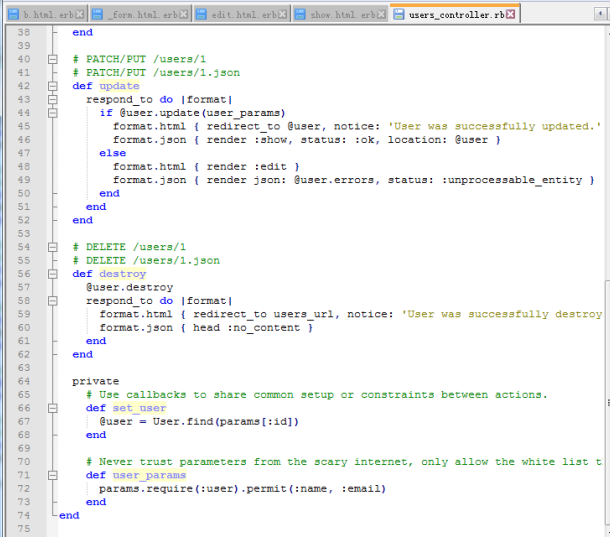 b.html.erb _form.html.erb edit.html.erb show.html.erb users_controller.rb
38 end
39
40 # PATCH/PUT /users/1
41 # PATCH/PUT /users/1.json
42 def update
43 respond_to do |format|
44 if @user.update(user_params)
45 format.html { redirect_to @user, notice: 'User was successfully updated.'
46 format.json { render :show, status: :ok, location: @user }
47 else
48 format.html { render :edit }
49 format.json { render json: @user.errors, status: :unprocessable_entity }
50 end
51 end
52 end
53
54 # DELETE /users/1
55 # DELETE /users/1.json
56 def destroy
57 @user.destroy
58 respond_to do |format|
59 format.html { redirect_to users_url, notice: 'User was successfully destroy
60 format.json { head :no_content }
61 end
62 end
63
64 private
65 # Use callbacks to share common setup or constraints between actions.
66 def set_user
67 @user = User.find(params[:id])
68 end
69
70 # Never trust parameters from the scary internet, only allow the white list t
71 def user_params
72 params.require(:user).permit(:name, :email)
73 end
74 end
75